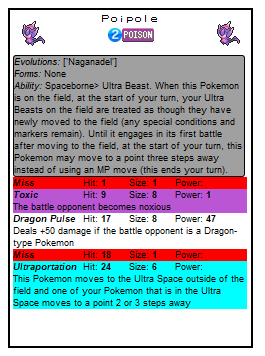 Poipole
2 POISON
Evolutions: ['Naganadel']
Forms: None
Ability: Spaceborne> Ultra Beast. When this Pokemon
is on the field, at the start of your turn, your Ultra
Beasts on the field are treated as though they have
newly moved to the field (any special conditions and
markers remain). Until it engages in its first battle
after moving to the field, at the start of your turn, this
Pokemon may move to a point three steps away
instead of using an MP move (this ends your turn).
Miss Hit: 1 Size: 1 Power:
Toxic Hit: 9 Size: 8 Power: 1
The battle opponent becomes noxious
Dragon Pulse Hit: 17 Size: 8 Power: 47
Deals +50 damage if the battle opponent is a Dragon-
type Pokemon
Miss Hit: 18 Size: 1 Power:
Ultraportation Hit: 24 Size: 6 Power:
This Pokemon moves to the Ultra Space outside of the
field and one of your Pokemon that is in the Ultra
Space moves to a point 2 or 3 steps away